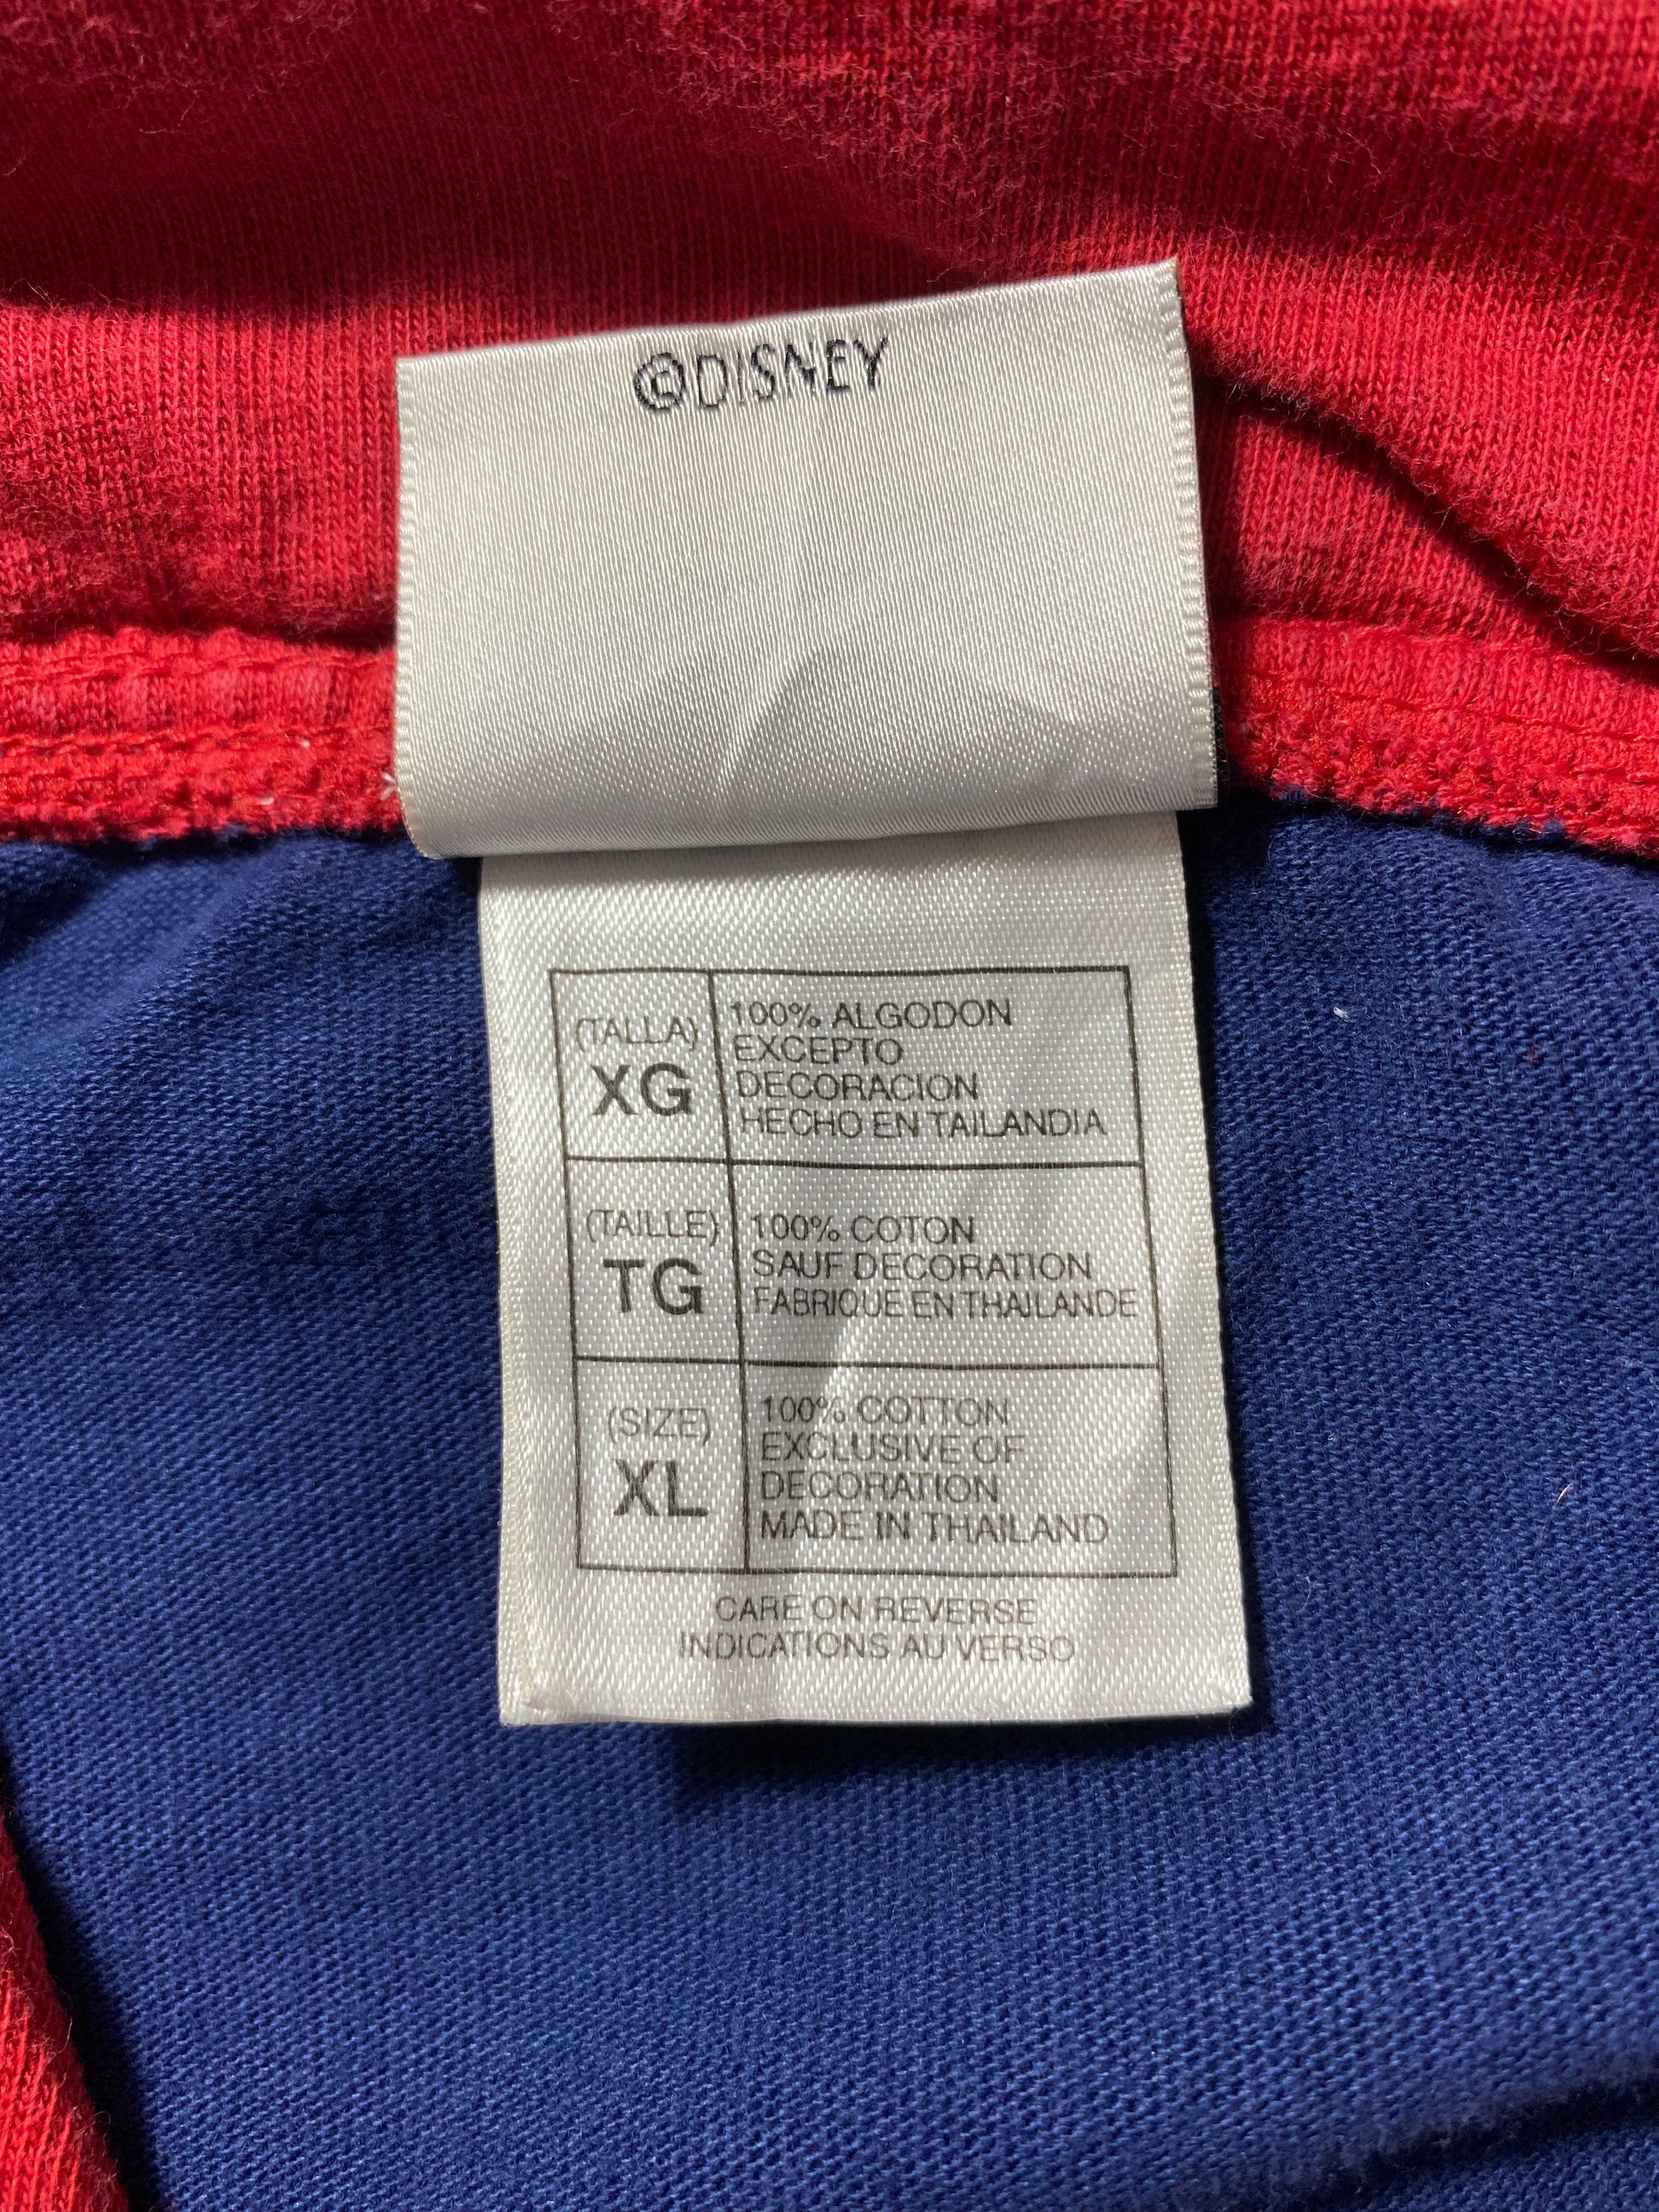 ©DISNEY
(TALLA)
XG
100% ALGODON
EXCEPTO
DECORACION
HECHO EN TAILANDIA
(TAILLE)
TG
100% COTON
SAUF DECORATION
FABRIQUE EN THAILANDE
(SIZE)
XL
100% COTTON
EXCLUSIVE OF
DECORATION
MADE IN THAILAND
CARE ON REVERSE
INDICATIONS AU VERSO